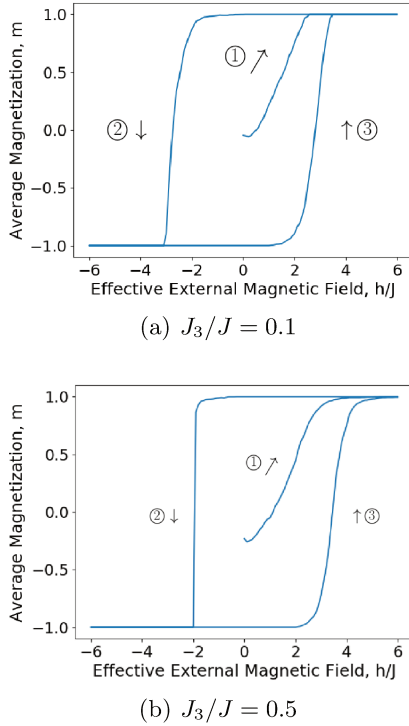 1.0
0.5
0.0
−0.5
−1.0
Average Magnetization, m
① ↗
② ↓
↑ ③
−6 −4 −2 0 2 4 6
Effective External Magnetic Field, h/J
(a) J₃/J = 0.1
1.0
0.5
0.0
−0.5
−1.0
Average Magnetization, m
① ↗
② ↓
↑ ③
−6 −4 −2 0 2 4 6
Effective External Magnetic Field, h/J
(b) J₃/J = 0.5